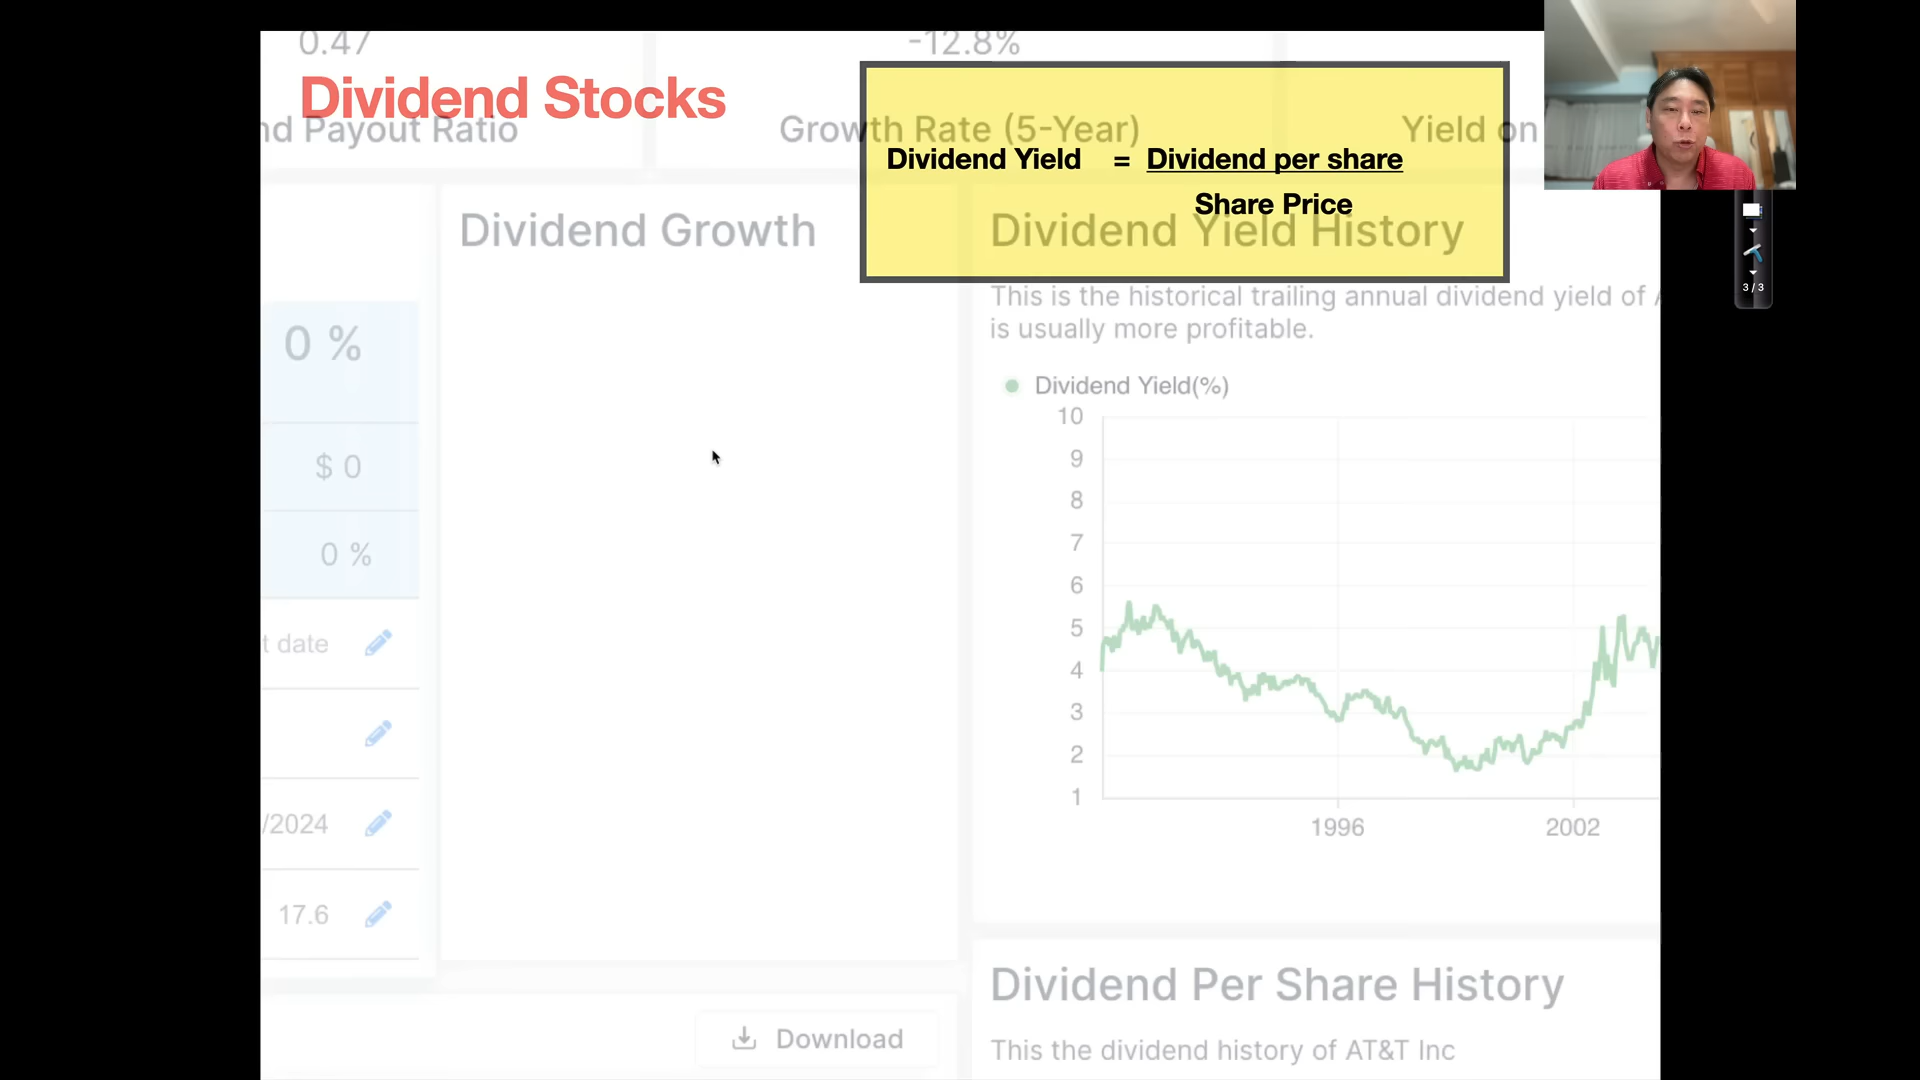 0.47
-12.8%
Dividend Stocks
nd Payout Ratio
Growth Rate (5-Year)
Yield on
Dividend Yield = Dividend per share
Share Price
Dividend Growth
Dividend Yield History
This is the historical trailing annual dividend yield of
is usually more profitable.
0 %
Dividend Yield(%)
10
9
8
7
6
5
4
3
2
1
1996
2002
$ 0
0 %
t date
/2024
17.6
Download
Dividend Per Share History
This the dividend history of AT&T Inc
3 / 3